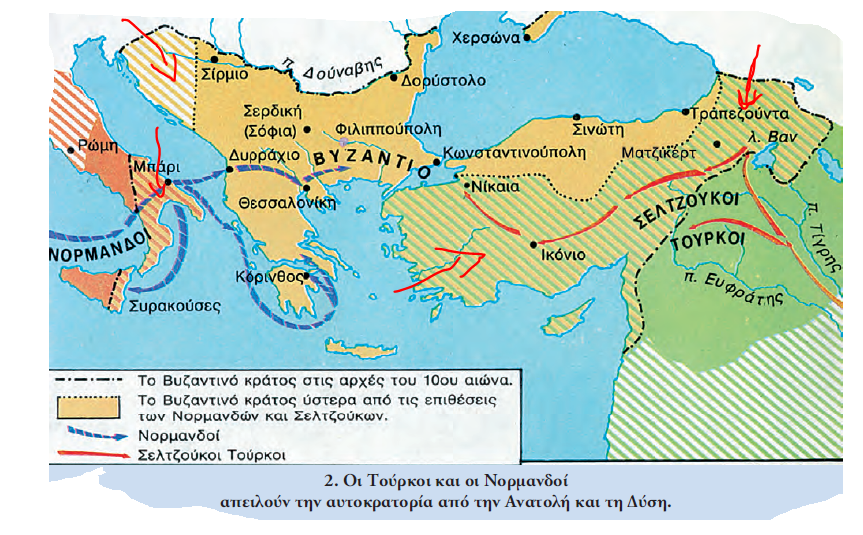 Χερσώνα
π. Δούναβης
Σίρμιο
Δορύστολο
Σερδική
(Σόφια)
Φιλιππούπολη
Σινώπη
Τραπεζούντα
λ. Βαν
Ματζικέρτ
Ρώμη
Μπάρι
Δυρράχιο
ΒΥΖΑΝΤΙΟ
Κωνσταντινούπολη
Νίκαια
Θεσσαλονίκη
ΣΕΛΤΖΟΥΚΟΙ
ΤΟΥΡΚΟΙ
π. Τίγρης
π. Ευφράτης
ΝΟΡΜΑΝΔΟΙ
Ικόνιο
Κόρινθος
Συρακούσες
Το Βυζαντινό κράτος στις αρχές του 10ου αιώνα.
Το Βυζαντινό κράτος ύστερα από τις επιθέσεις
των Νορμανδών και Σελτζούκων.
Νορμανδοί
Σελτζούκοι Τούρκοι
2. Οι Τούρκοι και οι Νορμανδοί
απειλούν την αυτοκρατορία από την Ανατολή και τη Δύση.